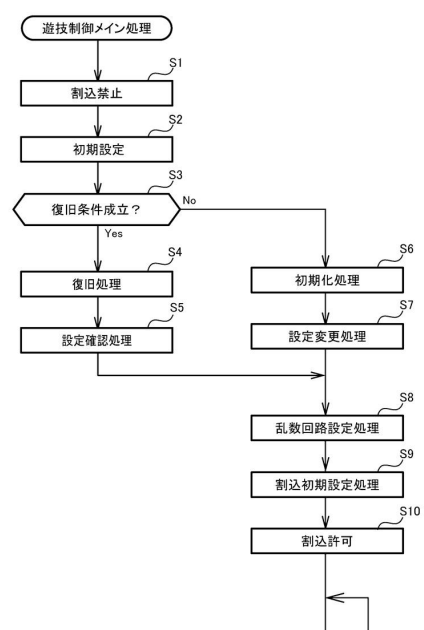 遊技制御メイン処理
S1
割込禁止
S2
初期設定
S3
復旧条件成立？
No
Yes
S4
復旧処理
S5
設定確認処理
S6
初期化処理
S7
設定変更処理
S8
乱数回路設定処理
S9
割込初期設定処理
S10
割込許可